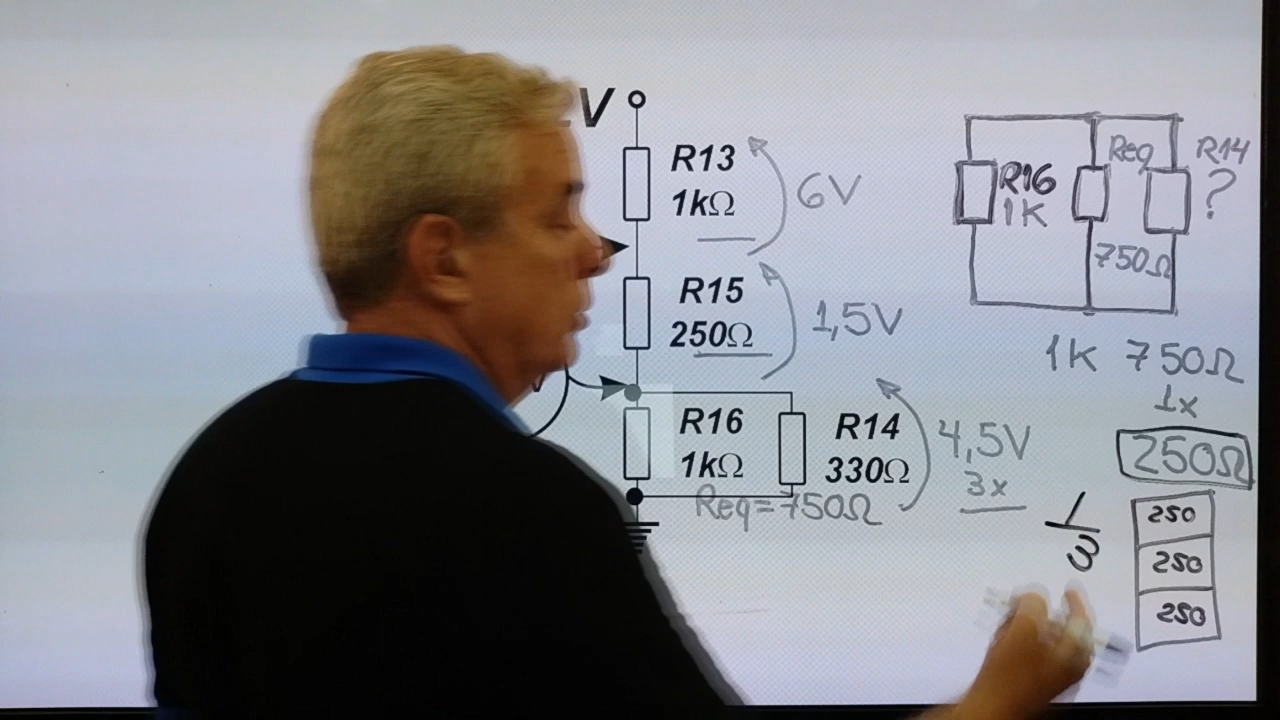 V
R13
1kΩ
6V
R15
250Ω
1,5V
R16
1kΩ
R14
330Ω
4,5V
3x
Req=750Ω
R16
1K
Req
750Ω
R14
?
1K 750Ω
1x
250Ω
1
3
250
250
250